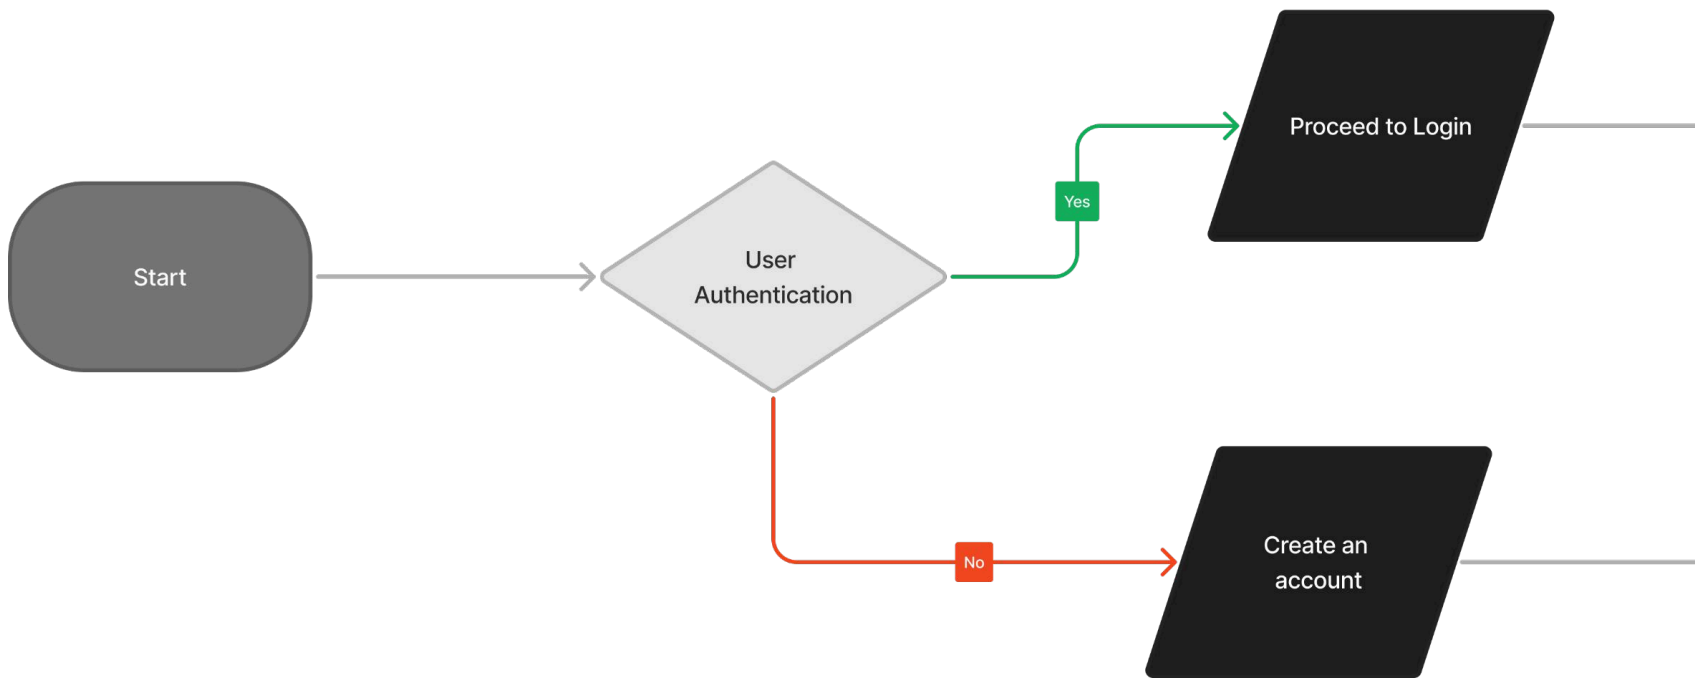 Start
User
Authentication
Yes
Proceed to Login
No
Create an
account